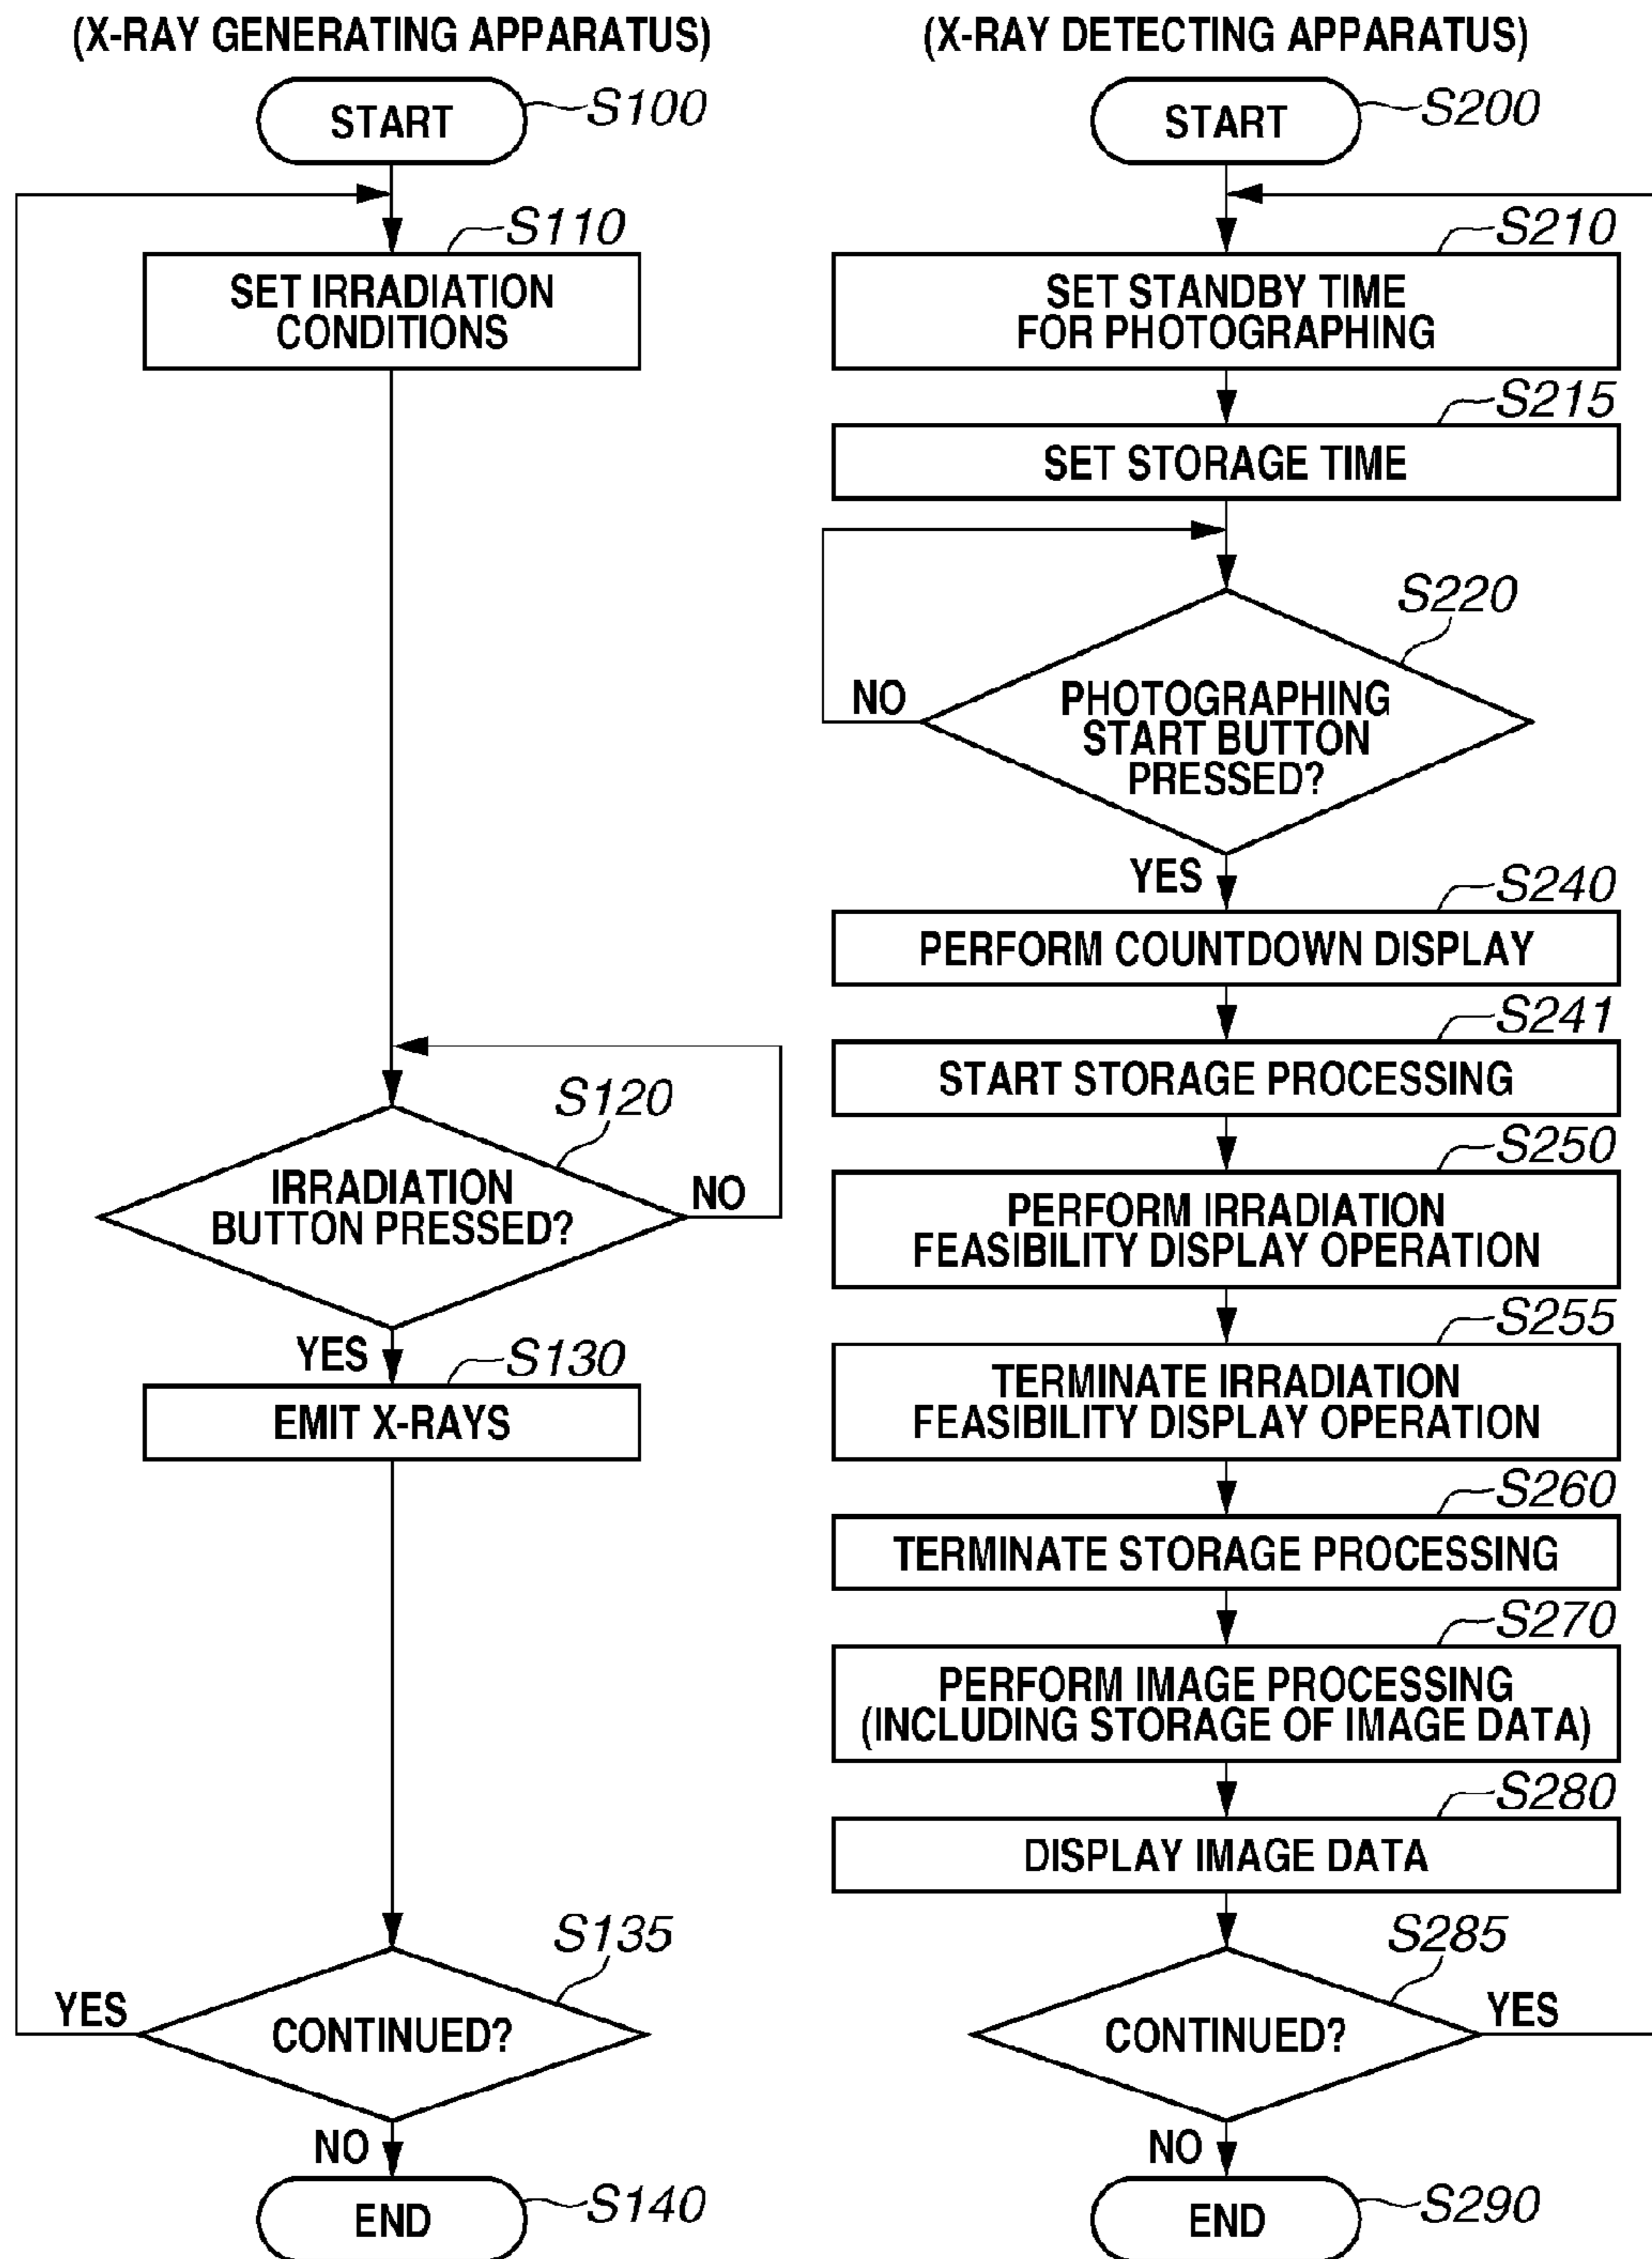 (X-RAY GENERATING APPARATUS)
START
S100
S110
SET IRRADIATION
CONDITIONS
S120
IRRADIATION
BUTTON PRESSED?
NO
YES
S130
EMIT X-RAYS
S135
CONTINUED?
YES
NO
END
S140
(X-RAY DETECTING APPARATUS)
START
S200
S210
SET STANDBY TIME
FOR PHOTOGRAPHING
S215
SET STORAGE TIME
S220
PHOTOGRAPHING
START BUTTON
PRESSED?
NO
YES
S240
PERFORM COUNTDOWN DISPLAY
S241
START STORAGE PROCESSING
S250
PERFORM IRRADIATION
FEASIBILITY DISPLAY OPERATION
S255
TERMINATE IRRADIATION
FEASIBILITY DISPLAY OPERATION
S260
TERMINATE STORAGE PROCESSING
S270
PERFORM IMAGE PROCESSING
(INCLUDING STORAGE OF IMAGE DATA)
S280
DISPLAY IMAGE DATA
S285
CONTINUED?
YES
NO
END
S290